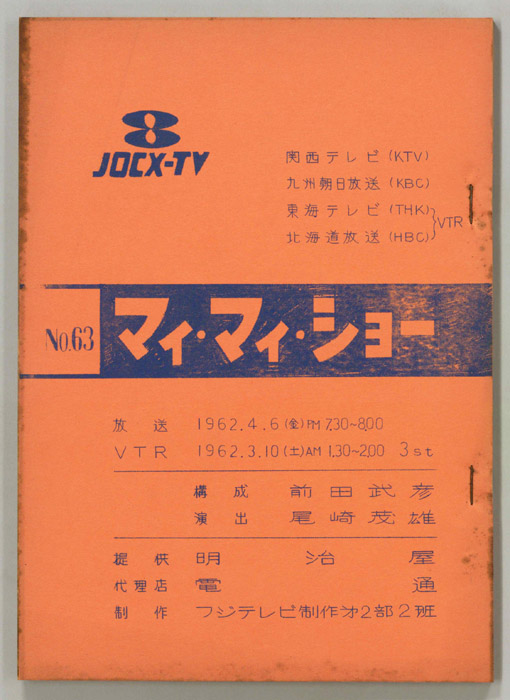 8
JOCX-TV
関西テレビ(KTV)
九州朝日放送(KBC)
東海テレビ(THK)
北海道放送(HBC)
VTR
No.63
マイ・マイ・ショー
放送 1962.4.6(金)PM 7.30~8.00
VTR 1962.3.10(土)AM 1.30~2.00 3st
構成 前田武彦
演出 尾崎茂雄
提供 明治屋
代理店 電通
制作 フジテレビ制作第2部2班